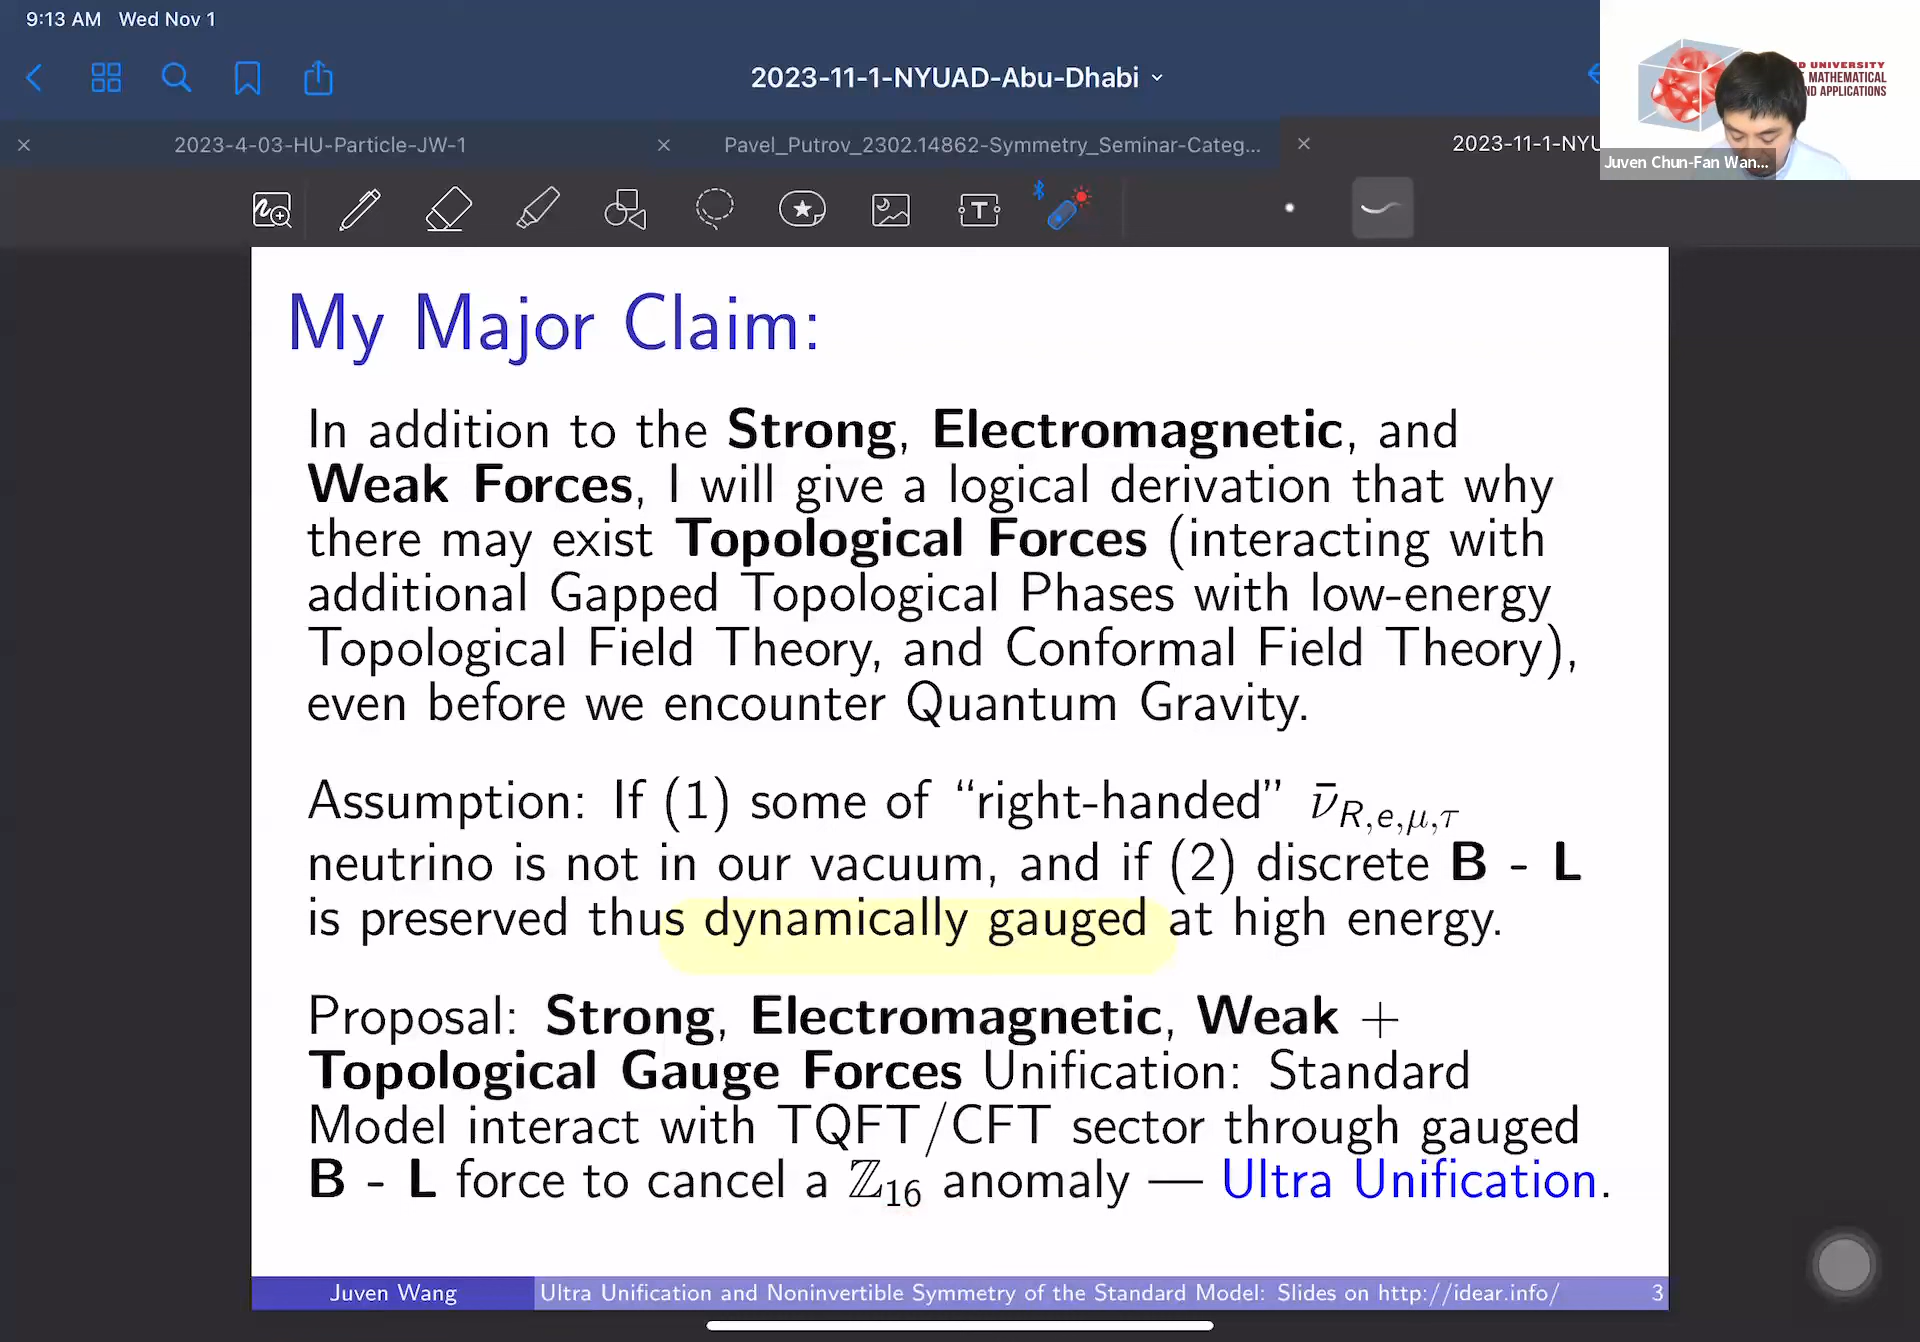 9:13 AM Wed Nov 1
2023-11-1-NYUAD-Abu-Dhabi
2023-4-03-HU-Particle-JW-1
Pavel_Putrov_2302.14862-Symmetry_Seminar-Categ...
2023-11-1-NYU
UNIVERSITY
MATHEMATICAL
APPLICATIONS
Juven Chun-Fan Wan...
T
My Major Claim:
In addition to the Strong, Electromagnetic, and
Weak Forces, I will give a logical derivation that why
there may exist Topological Forces (interacting with
additional Gapped Topological Phases with low-energy
Topological Field Theory, and Conformal Field Theory),
even before we encounter Quantum Gravity.
Assumption: If (1) some of “right-handed” ν̄_{R,e,μ,τ}
neutrino is not in our vacuum, and if (2) discrete B - L
is preserved thus dynamically gauged at high energy.
Proposal: Strong, Electromagnetic, Weak +
Topological Gauge Forces Unification: Standard
Model interact with TQFT/CFT sector through gauged
B - L force to cancel a ℤ₁₆ anomaly — Ultra Unification.
Juven Wang
Ultra Unification and Noninvertible Symmetry of the Standard Model: Slides on http://idear.info/
3